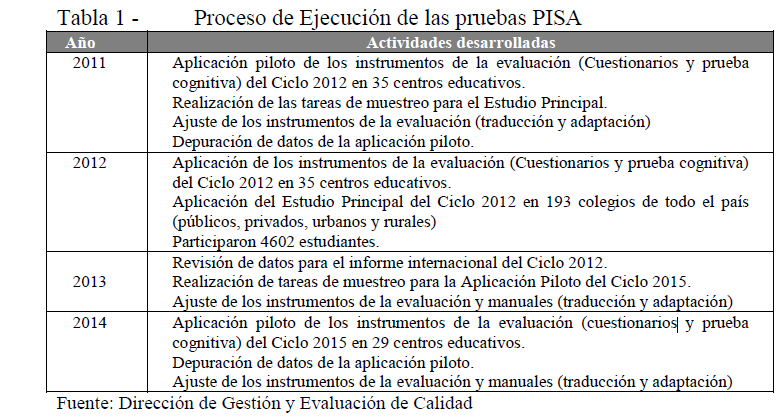 Tabla 1 - Proceso de Ejecución de las pruebas PISA
Año Actividades desarrolladas
2011 Aplicación piloto de los instrumentos de la evaluación (Cuestionarios y prueba
cognitiva) del Ciclo 2012 en 35 centros educativos.
Realización de las tareas de muestreo para el Estudio Principal.
Ajuste de los instrumentos de la evaluación (traducción y adaptación)
Depuración de datos de la aplicación piloto.
2012 Aplicación de los instrumentos de la evaluación (Cuestionarios y prueba cognitiva)
del Ciclo 2012 en 35 centros educativos.
Aplicación del Estudio Principal del Ciclo 2012 en 193 colegios de todo el país
(públicos, privados, urbanos y rurales)
Participaron 4602 estudiantes.
Revisión de datos para el informe internacional del Ciclo 2012.
2013 Realización de tareas de muestreo para la Aplicación Piloto del Ciclo 2015.
Ajuste de los instrumentos de la evaluación y manuales (traducción y adaptación)
2014 Aplicación piloto de los instrumentos de la evaluación (cuestionarios y prueba
cognitiva) del Ciclo 2015 en 29 centros educativos.
Depuración de datos de la aplicación piloto.
Ajuste de los instrumentos de la evaluación y manuales (traducción y adaptación)
Fuente: Dirección de Gestión y Evaluación de Calidad